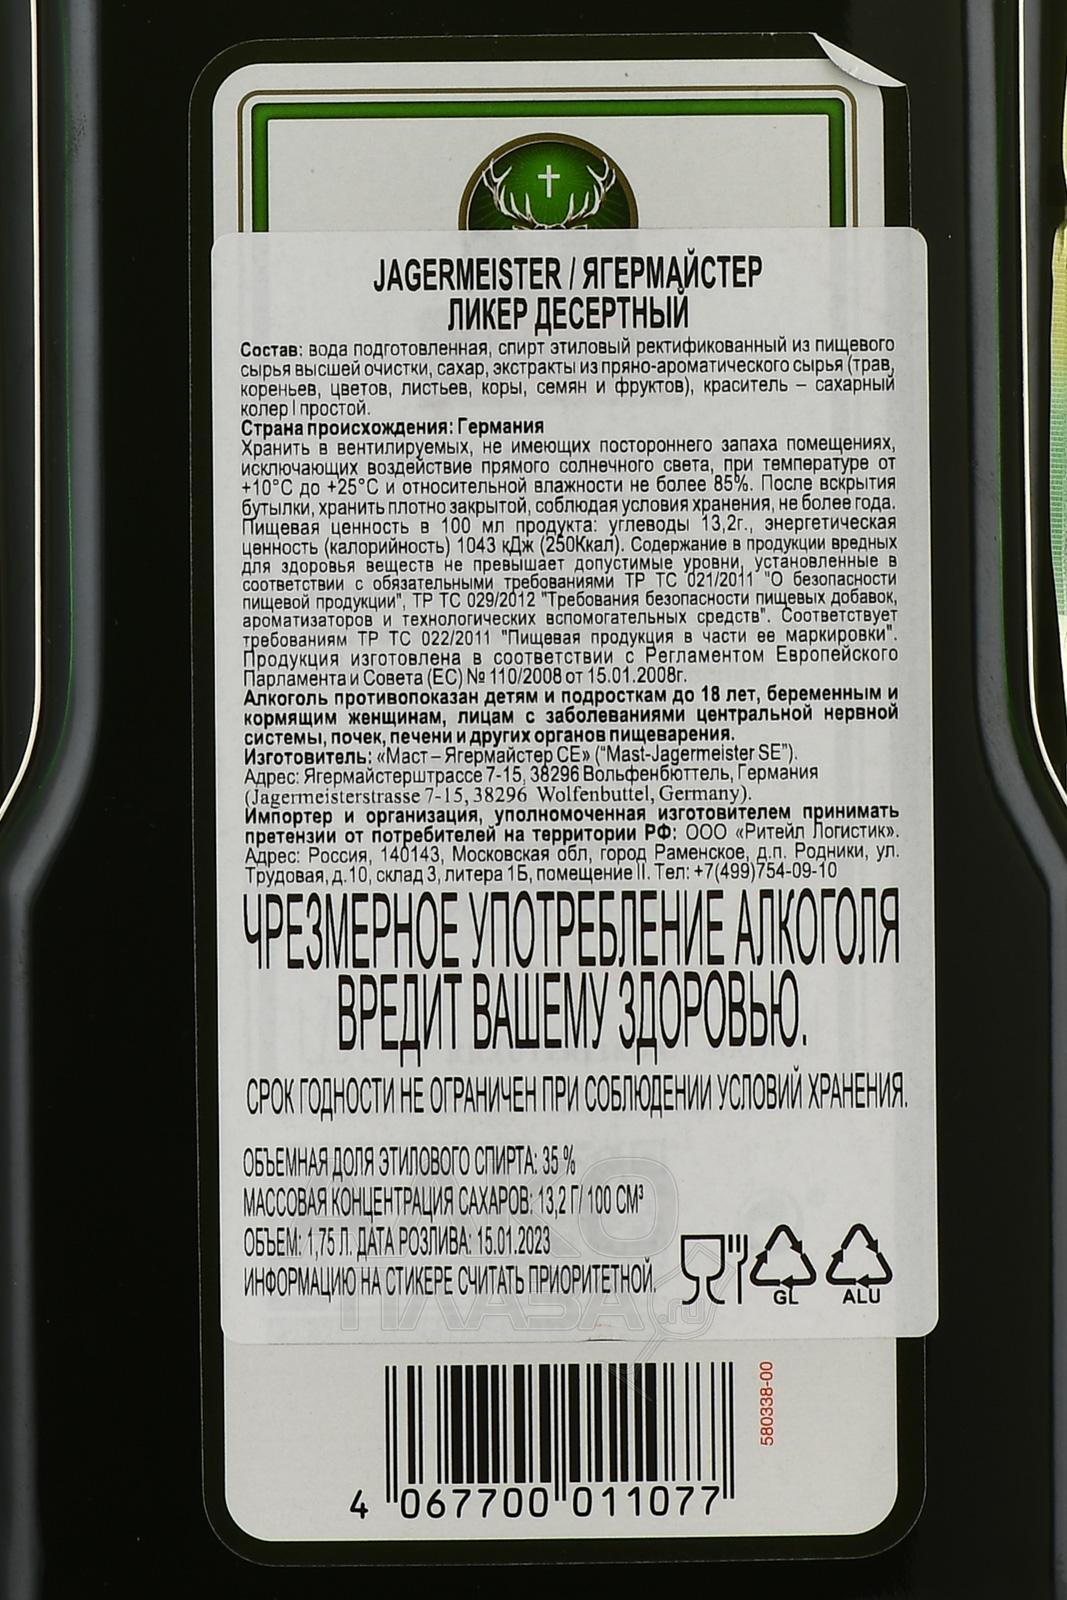 JAGERMEISTER / ЯГЕРМАЙСТЕР
ЛИКЕР ДЕСЕРТНЫЙ
Состав: вода подготовленная, спирт этиловый ректификованный из пищевого
сырья высшей очистки, сахар, экстракты из пряно-ароматического сырья (трав,
кореньев, цветов, листьев, коры, семян и фруктов), краситель – сахарный
колер I простой.
Страна происхождения: Германия
Хранить в вентилируемых, не имеющих постороннего запаха помещениях,
исключающих воздействие прямого солнечного света, при температуре от
+10°С до +25°С и относительной влажности не более 85%. После вскрытия
бутылки, хранить плотно закрытой, соблюдая условия хранения, не более года.
Пищевая ценность в 100 мл продукта: углеводы 13,2г., энергетическая
ценность (калорийность) 1043 кДж (250Ккал). Содержание в продукции вредных
для здоровья веществ не превышает допустимые уровни, установленные в
соответствии с обязательными требованиями ТР ТС 021/2011 "О безопасности
пищевой продукции", ТР ТС 029/2012 "Требования безопасности пищевых добавок,
ароматизаторов и технологических вспомогательных средств". Соответствует
требованиям ТР ТС 022/2011 "Пищевая продукция в части ее маркировки".
Продукция изготовлена в соответствии с Регламентом Европейского
Парламента и Совета (ЕС) № 110/2008 от 15.01.2008г.
Алкоголь противопоказан детям и подросткам до 18 лет, беременным и
кормящим женщинам, лицам с заболеваниями центральной нервной
системы, почек, печени и других органов пищеварения.
Изготовитель: «Маст – Ягермайстер СЕ» ("Mast-Jagermeister SE").
Адрес: Ягермайстерштрассе 7-15, 38296 Вольфенбюттель, Германия
(Jagermeisterstrasse 7-15, 38296 Wolfenbuttel, Germany).
Импортер и организация, уполномоченная изготовителем принимать
претензии от потребителей на территории РФ: ООО «Ритейл Логистик».
Адрес: Россия, 140143, Московская обл, город Раменское, д.п. Родники, ул.
Трудовая, д.10, склад 3, литера 1Б, помещение II. Тел: +7(499)754-09-10
ЧРЕЗМЕРНОЕ УПОТРЕБЛЕНИЕ АЛКОГОЛЯ
ВРЕДИТ ВАШЕМУ ЗДОРОВЬЮ.
СРОК ГОДНОСТИ НЕ ОГРАНИЧЕН ПРИ СОБЛЮДЕНИИ УСЛОВИЙ ХРАНЕНИЯ.
ОБЪЕМНАЯ ДОЛЯ ЭТИЛОВОГО СПИРТА: 35 %
МАССОВАЯ КОНЦЕНТРАЦИЯ САХАРОВ: 13,2 Г/ 100 СМ³
ОБЪЕМ: 1,75 Л. ДАТА РОЗЛИВА: 15.01.2023
ИНФОРМАЦИЮ НА СТИКЕРЕ СЧИТАТЬ ПРИОРИТЕТНОЙ.
GL ALU
АЛКО
ПЛАЗА.ru
580338-00
4 067700 011077